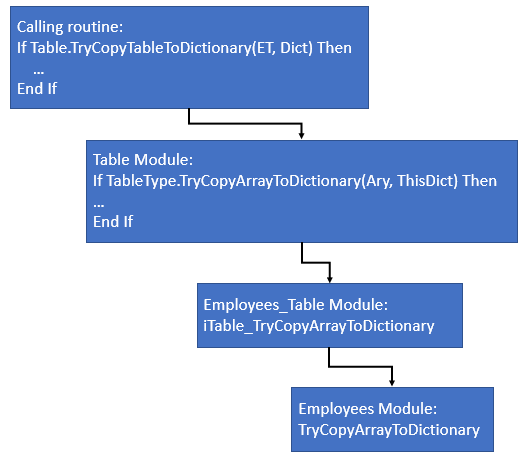 Calling routine:
If Table.TryCopyTableToDictionary(ET, Dict) Then
...
End If
Table Module:
If TableType.TryCopyArrayToDictionary(Ary, ThisDict) Then
...
End If
Employees_Table Module:
iTable_TryCopyArrayToDictionary
Employees Module:
TryCopyArrayToDictionary